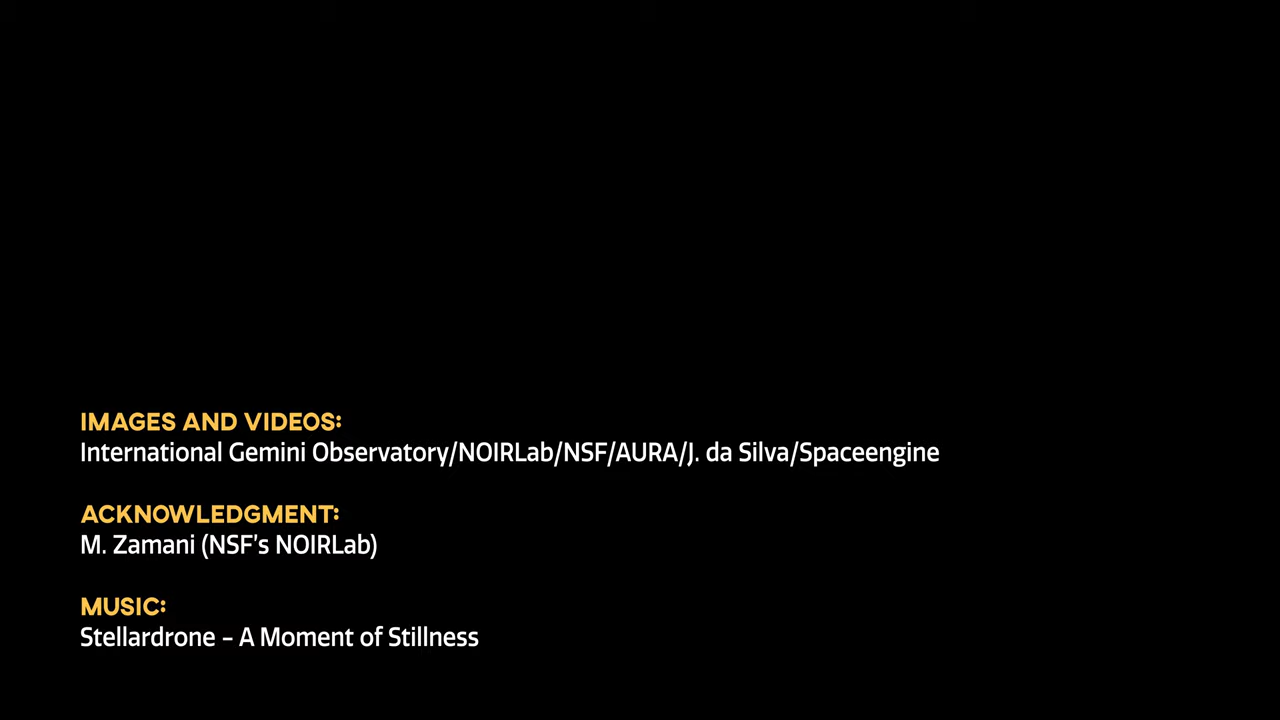 IMAGES AND VIDEOS:
International Gemini Observatory/NOIRLab/NSF/AURA/J. da Silva/Spaceengine
ACKNOWLEDGMENT:
M. Zamani (NSF's NOIRLab)
MUSIC:
Stellardrone – A Moment of Stillness